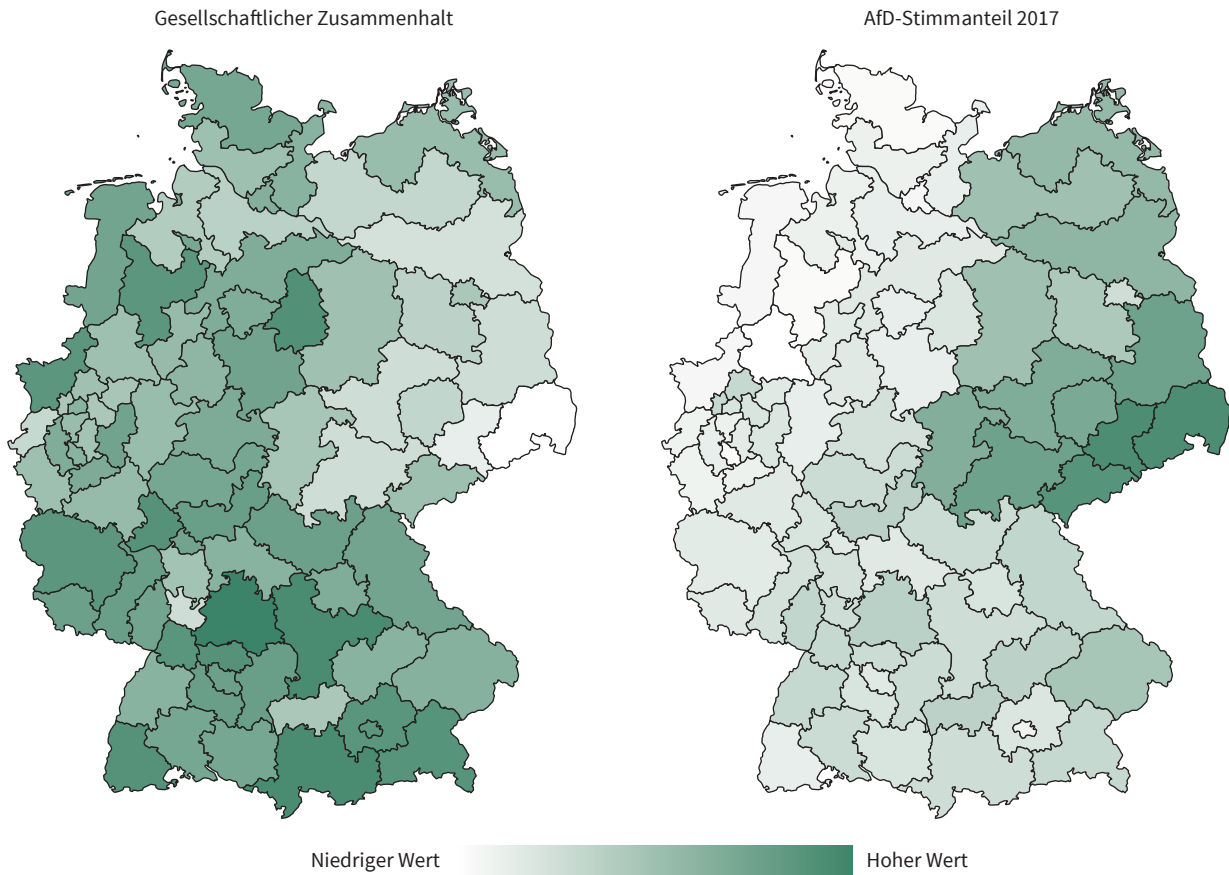 Gesellschaftlicher Zusammenhalt
AfD-Stimmanteil 2017
Niedriger Wert
Hoher Wert